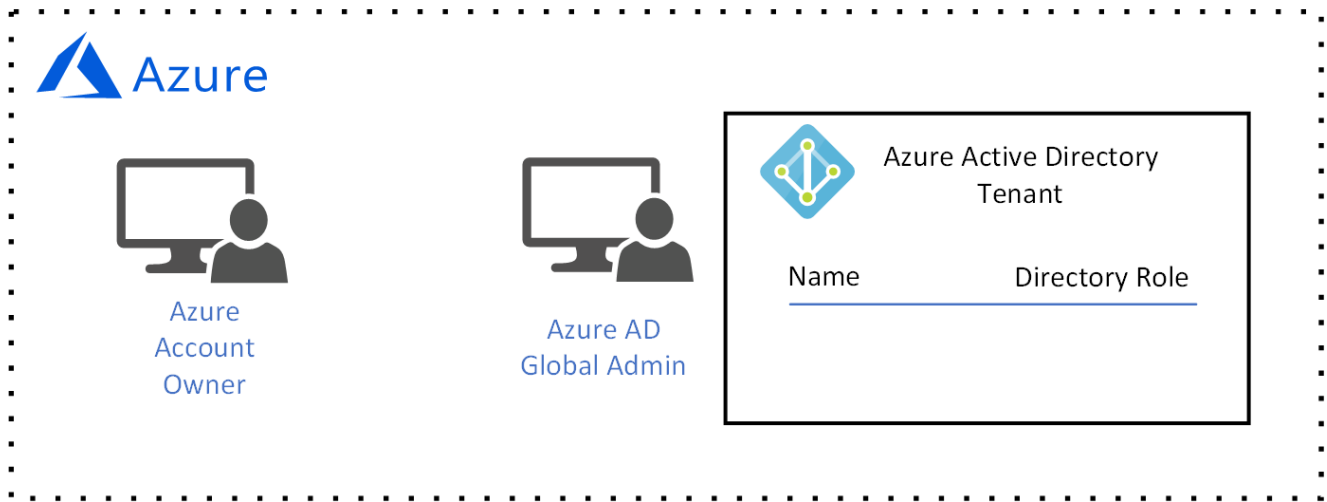 Azure
Azure
Account
Owner
Azure AD
Global Admin
Azure Active Directory
Tenant
Name Directory Role